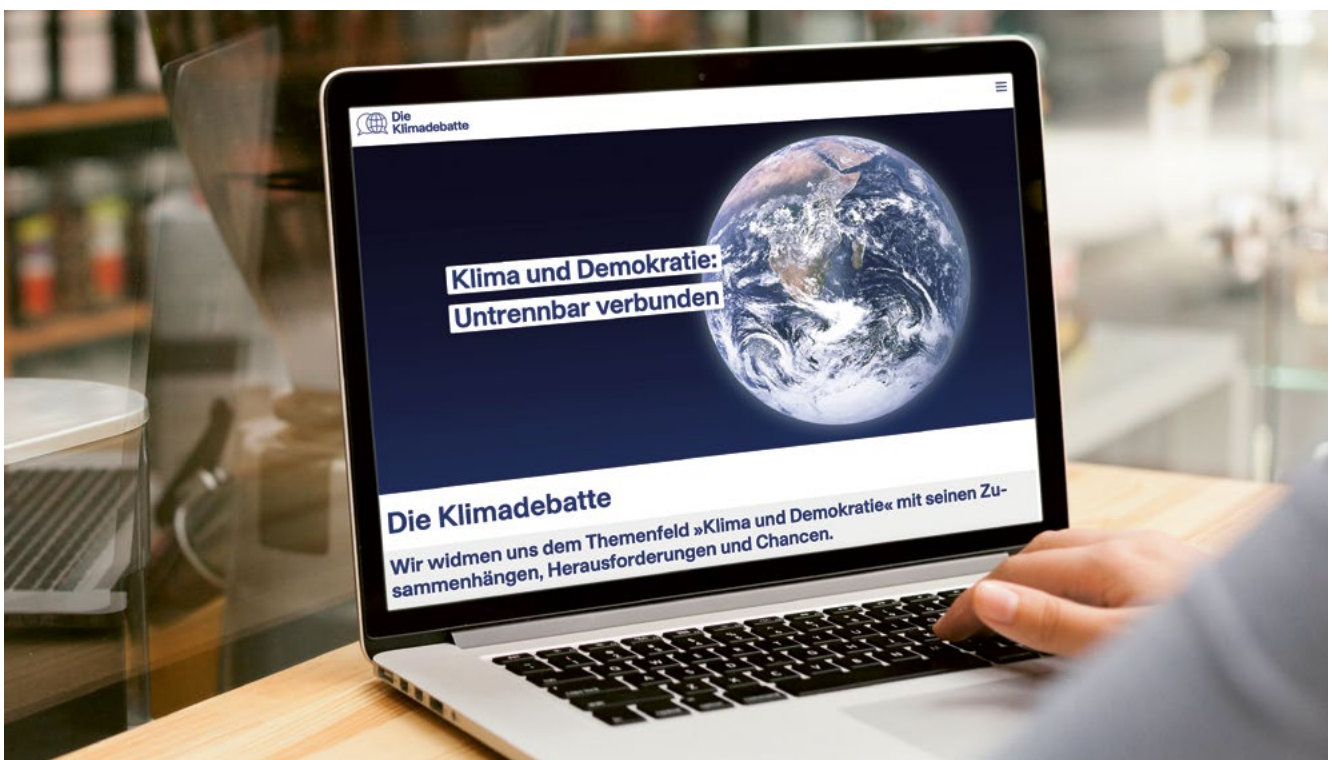 Die
Klimadebatte
Klima und Demokratie:
Untrennbar verbunden
Die Klimadebatte
Wir widmen uns dem Themenfeld »Klima und Demokratie« mit seinen Zu-
sammenhängen, Herausforderungen und Chancen.